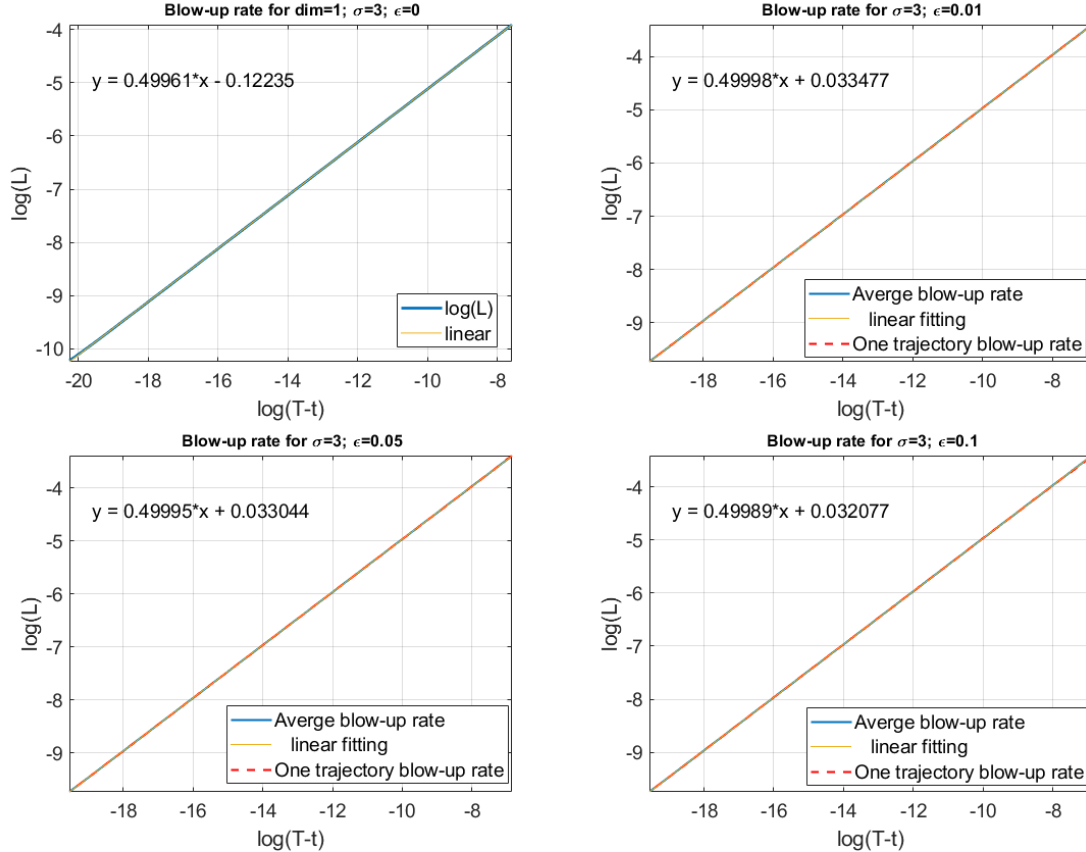 Blow-up rate for dim=1; σ=3; ϵ=0
y = 0.49961*x - 0.12235
-4
-5
-6
-7
-8
-9
-10
log(L)
log(L)
linear
-20
-18
-16
-14
-12
-10
-8
log(T-t)
Blow-up rate for σ=3; ϵ=0.01
y = 0.49998*x + 0.033477
-4
-5
-6
-7
-8
-9
log(L)
Averge blow-up rate
linear fitting
One trajectory blow-up rate
-18
-16
-14
-12
-10
-8
log(T-t)
Blow-up rate for σ=3; ϵ=0.05
y = 0.49995*x + 0.033044
-4
-5
-6
-7
-8
-9
log(L)
Averge blow-up rate
linear fitting
One trajectory blow-up rate
-18
-16
-14
-12
-10
-8
log(T-t)
Blow-up rate for σ=3; ϵ=0.1
y = 0.49989*x + 0.032077
-4
-5
-6
-7
-8
-9
log(L)
Averge blow-up rate
linear fitting
One trajectory blow-up rate
-18
-16
-14
-12
-10
-8
log(T-t)